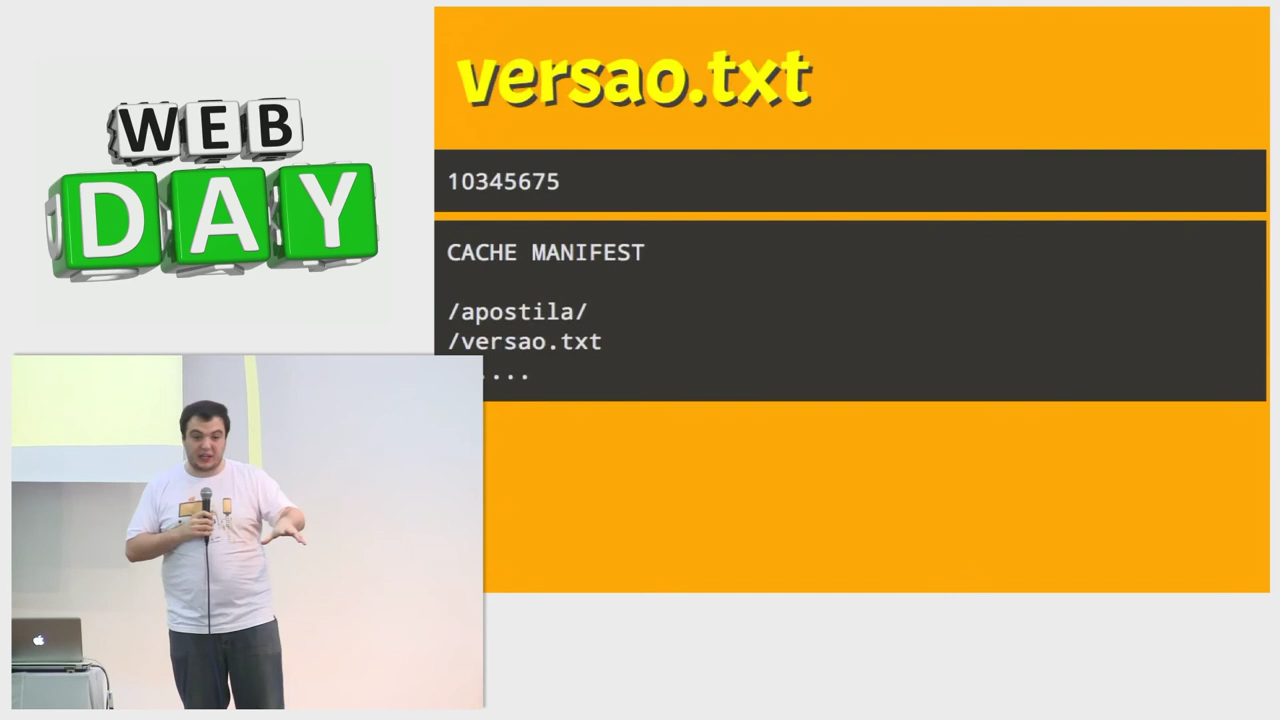 WEB
DAY
versao.txt
10345675
CACHE MANIFEST
/apostila/
/versao.txt
....